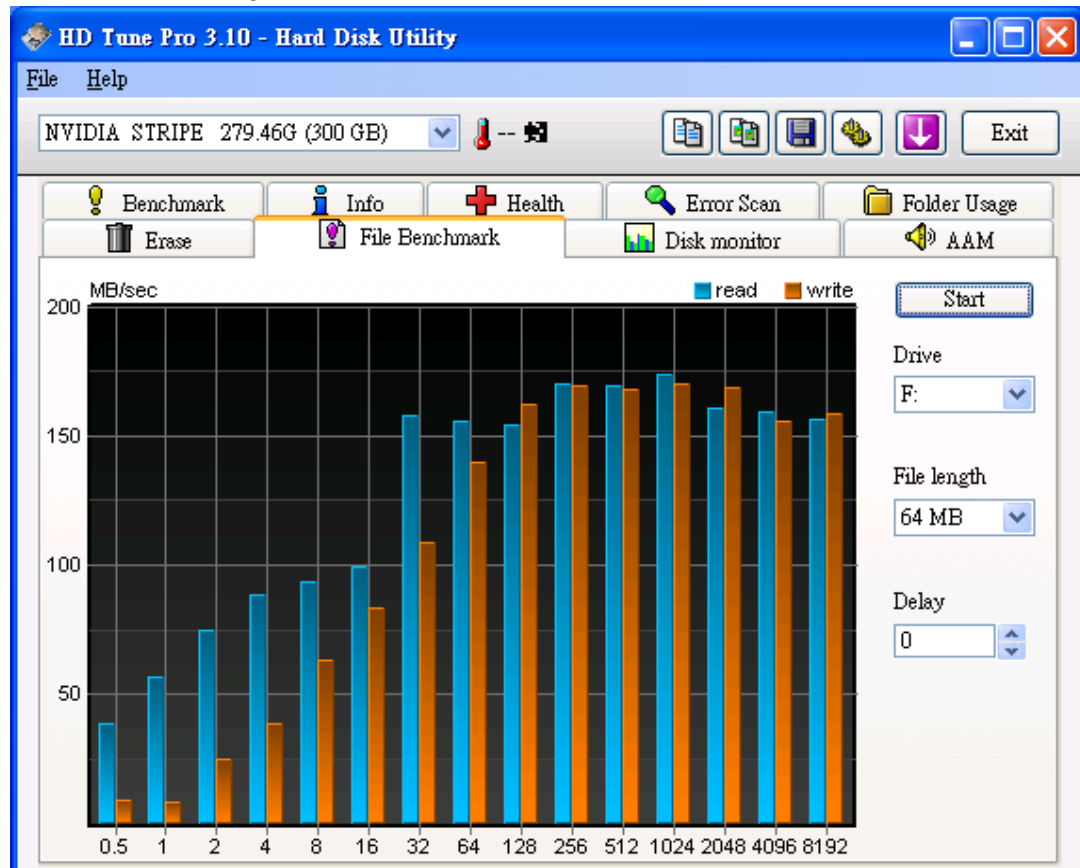 HD Tune Pro 3.10 - Hard Disk Utility
File Help
NVIDIA STRIPE 279.46G (300 GB) -- Exit
Benchmark Info Health Error Scan Folder Usage
Erase File Benchmark Disk monitor AAM
MB/sec read write Start
200
Drive
F:
150
File length
64 MB
100
Delay
0
50
0.5 1 2 4 8 16 32 64 128 256 512 1024 2048 4096 8192